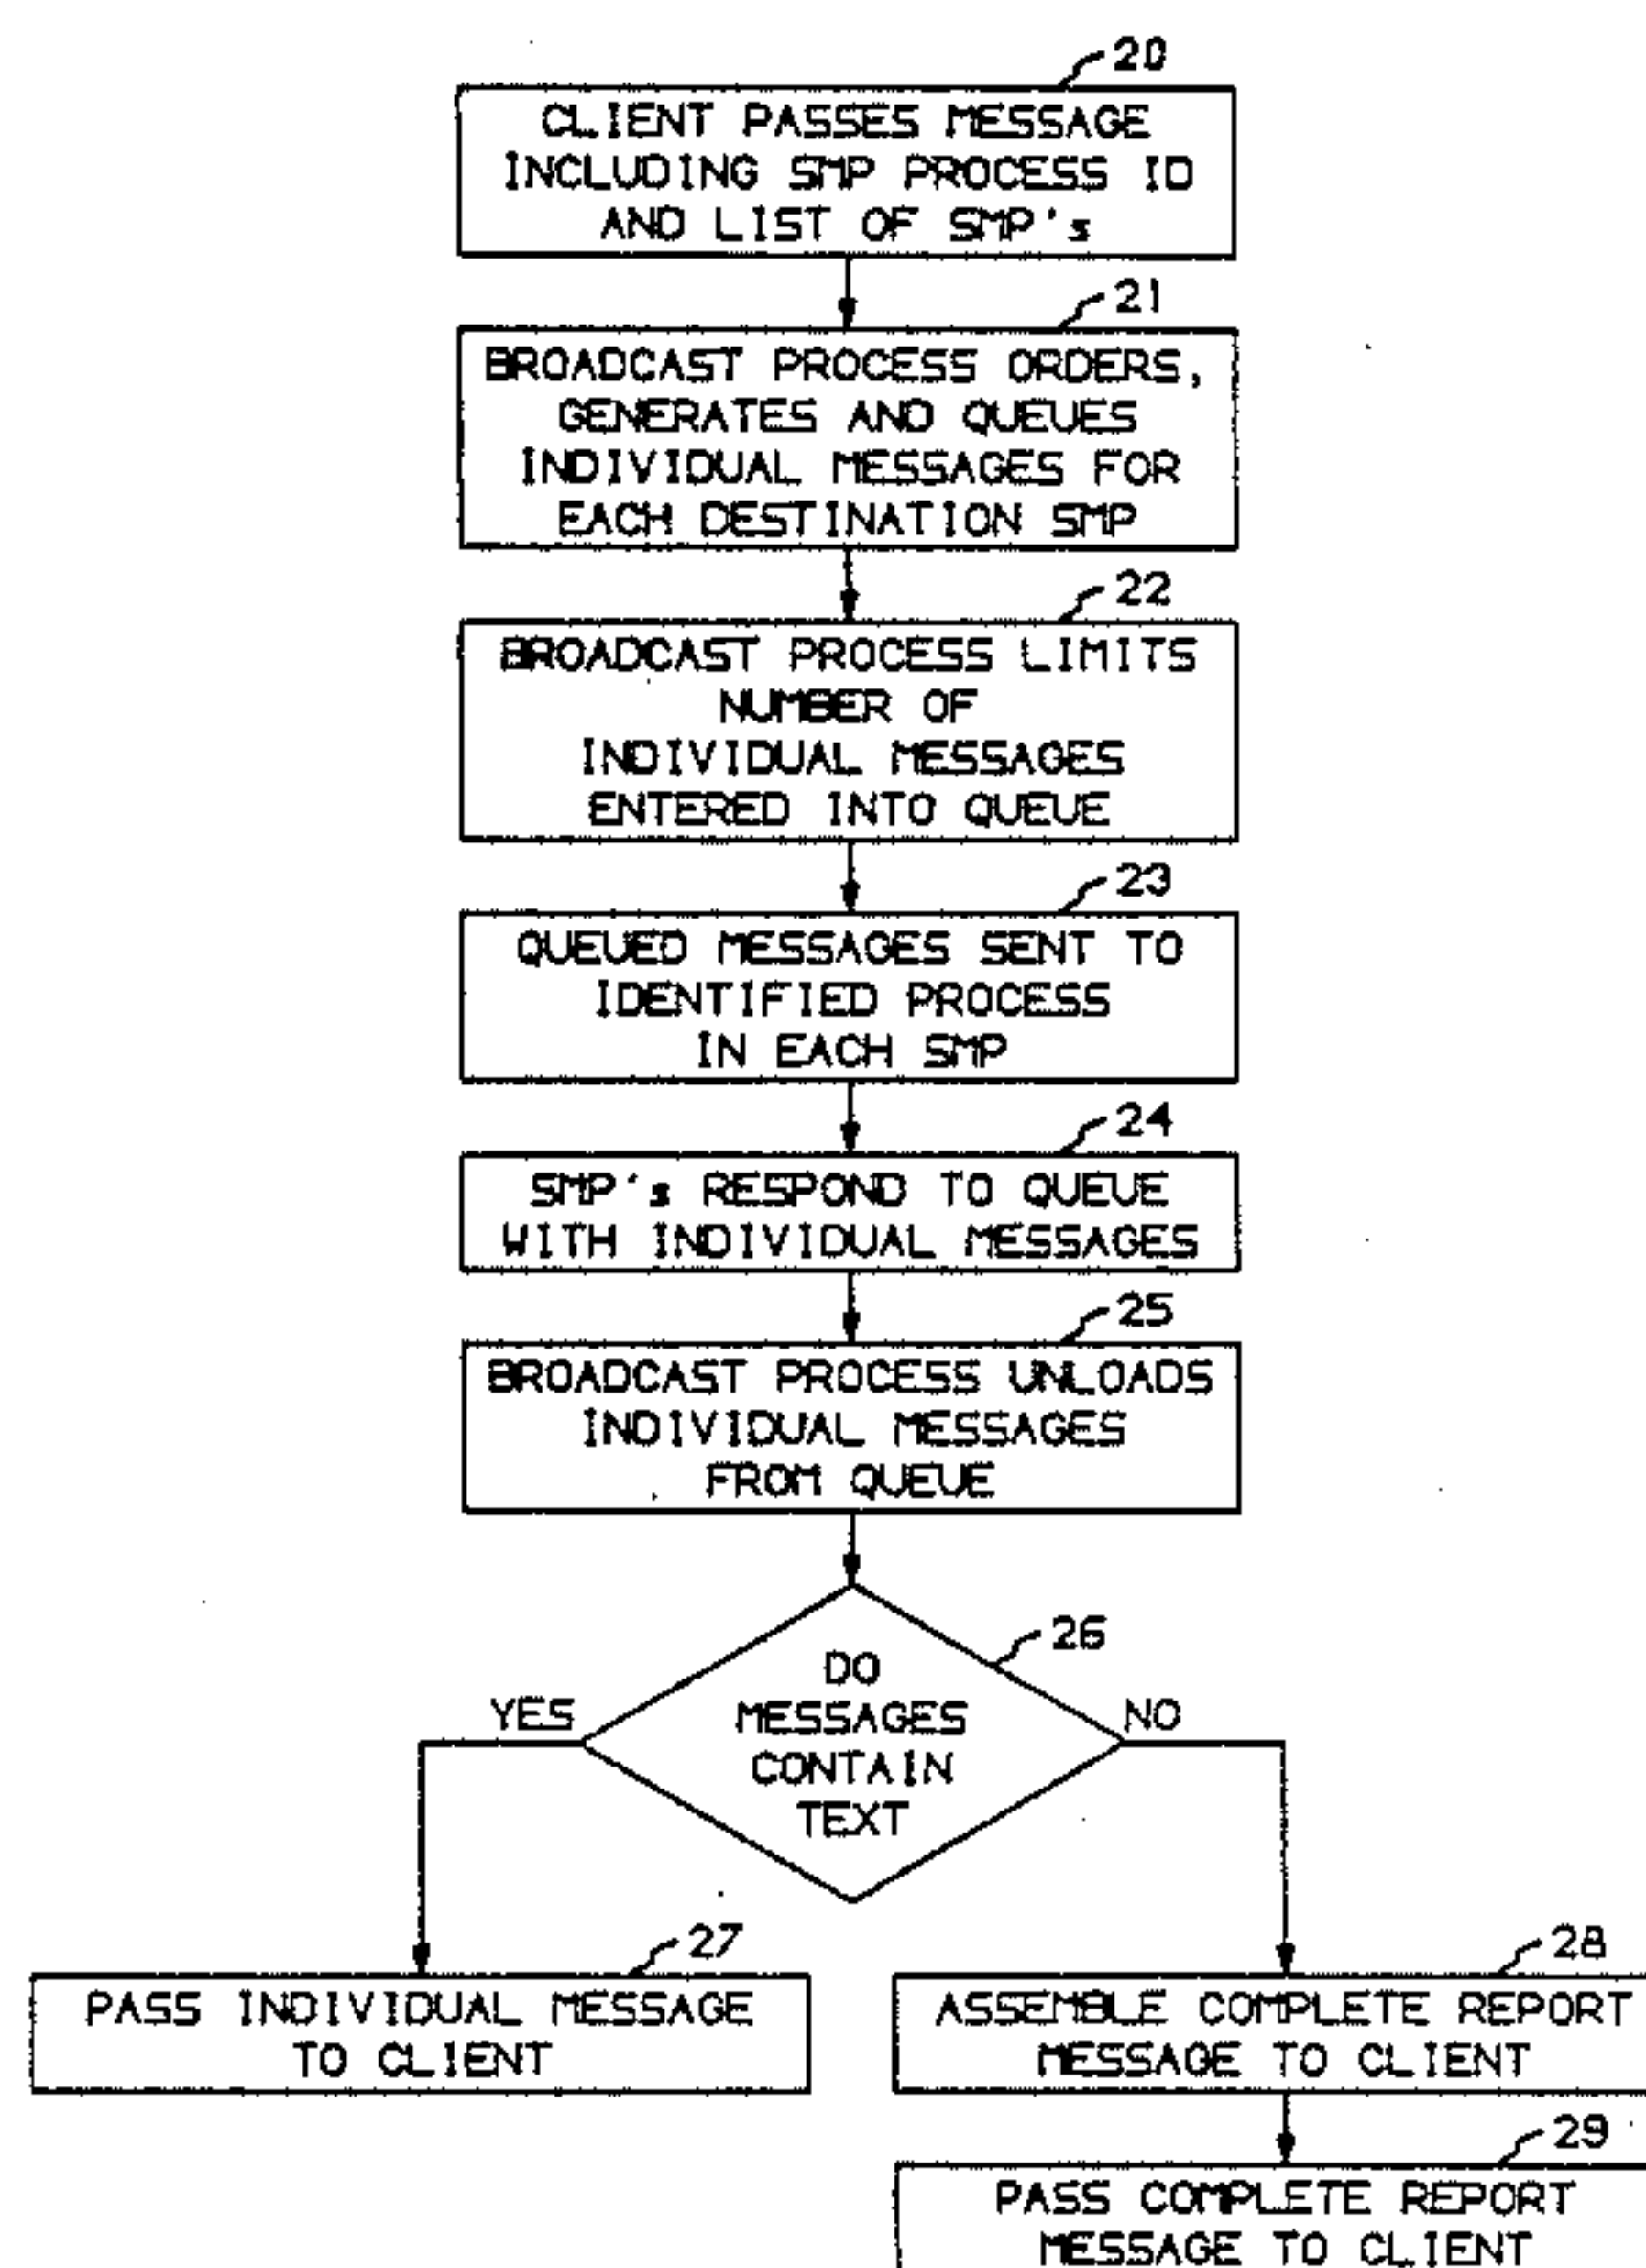 20
CLIENT PASSES MESSAGE
INCLUDING SMP PROCESS ID
AND LIST OF SMP's
21
BROADCAST PROCESS ORDERS,
GENERATES AND QUEUES
INDIVIDUAL MESSAGES FOR
EACH DESTINATION SMP
22
BROADCAST PROCESS LIMITS
NUMBER OF
INDIVIDUAL MESSAGES
ENTERED INTO QUEUE
23
QUEUED MESSAGES SENT TO
IDENTIFIED PROCESS
IN EACH SMP
24
SMP's RESPOND TO QUEUE
WITH INDIVIDUAL MESSAGES
25
BROADCAST PROCESS UNLOADS
INDIVIDUAL MESSAGES
FROM QUEUE
26
DO
MESSAGES
CONTAIN
TEXT
YES
NO
27
PASS INDIVIDUAL MESSAGE
TO CLIENT
28
ASSEMBLE COMPLETE REPORT
MESSAGE TO CLIENT
29
PASS COMPLETE REPORT
MESSAGE TO CLIENT